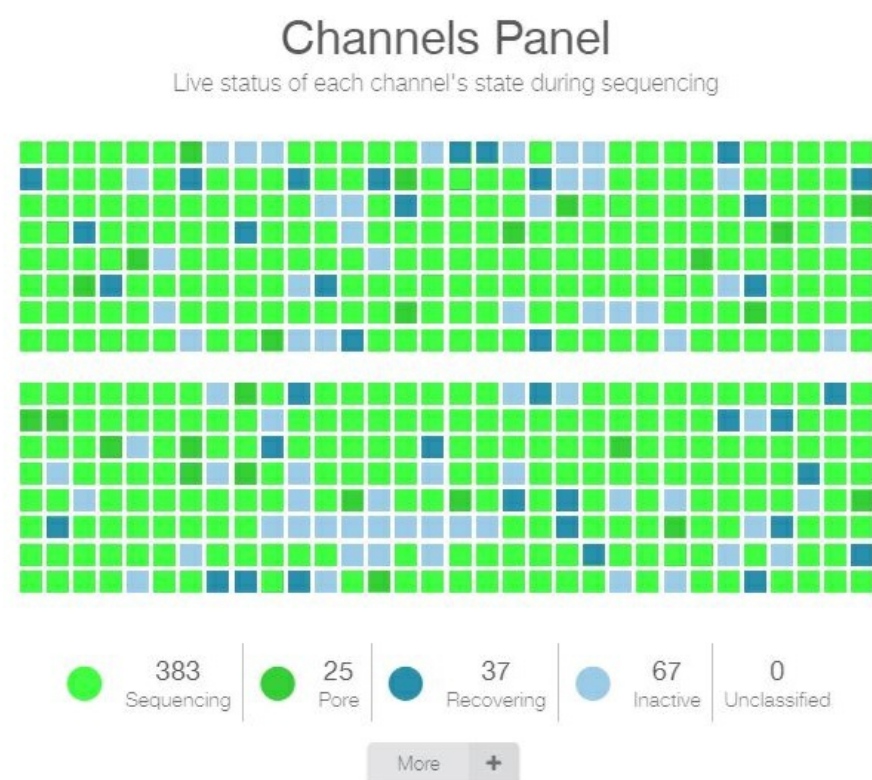 Channels Panel
Live status of each channel's state during sequencing
383 25 37 67 0
Sequencing Pore Recovering Inactive Unclassified
More +